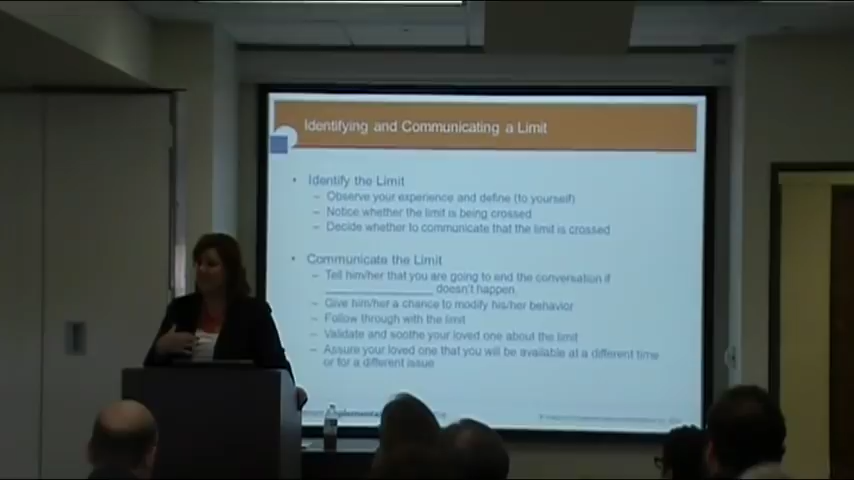 Identifying and Communicating a Limit
• Identify the Limit
– Observe your experience and define (to yourself)
– Notice whether the limit is being crossed
– Decide whether to communicate that the limit is crossed
• Communicate the Limit
– Tell him/her that you are going to end the conversation if
_______________ doesn't happen.
– Give him/her a chance to modify his/her behavior
– Follow through with the limit
– Validate and soothe your loved one about the limit
– Assure your loved one that you will be available at a different time
or for a different issue